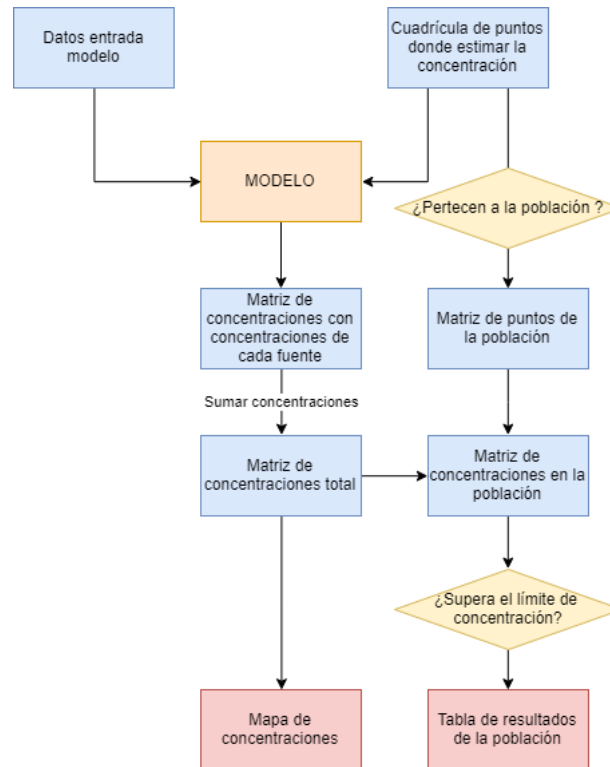 Datos entrada
modelo
Cuadrícula de puntos
donde estimar la
concentración
MODELO
¿Pertecen a la población ?
Matriz de
concentraciones con
concentraciones de
cada fuente
Matriz de puntos de
la población
Sumar concentraciones
Matriz de
concentraciones total
Matriz de
concentraciones en la
población
¿Supera el límite de
concentración?
Mapa de
concentraciones
Tabla de resultados
de la población